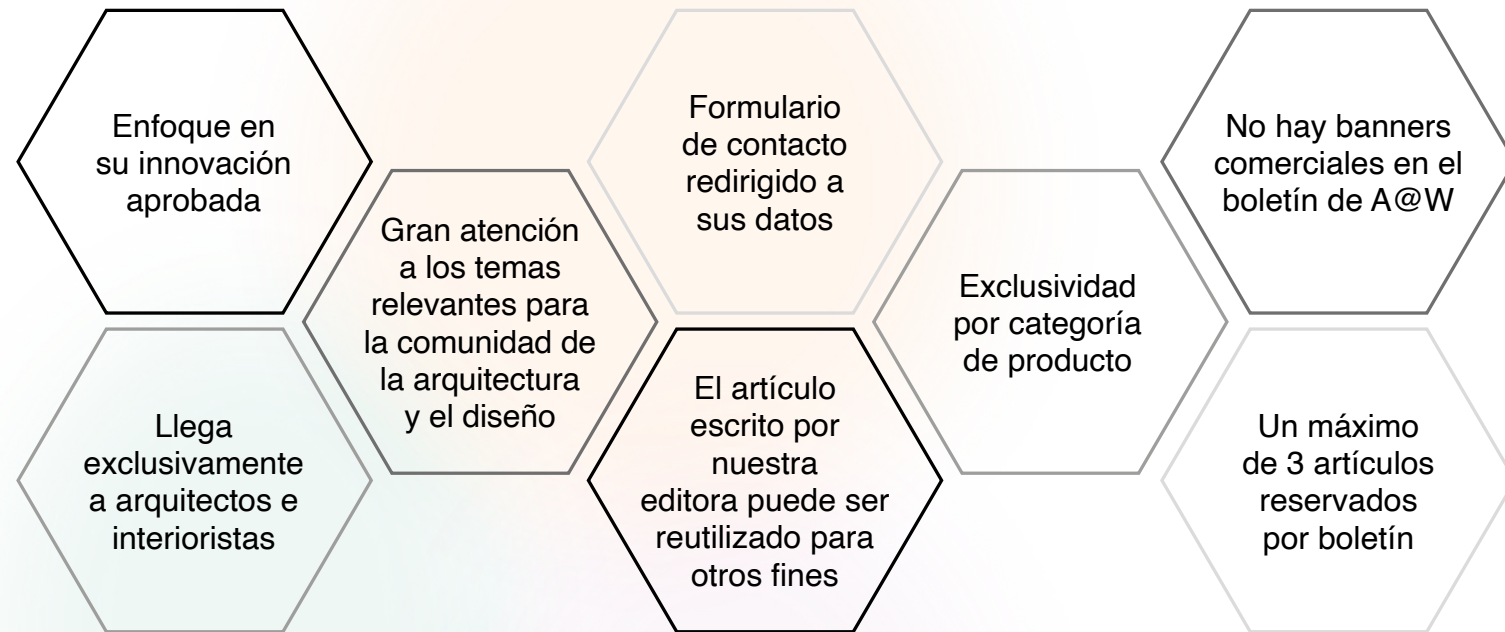 Enfoque en
su innovación
aprobada
Llega
exclusivamente
a arquitectos e
interioristas
Gran atención
a los temas
relevantes para
la comunidad de
la arquitectura
y el diseño
Formulario
de contacto
redirigido a
sus datos
El artículo
escrito por
nuestra
editora puede ser
reutilizado para
otros fines
Exclusividad
por categoría
de producto
No hay banners
comerciales en el
boletín de A@W
Un máximo
de 3 artículos
reservados
por boletín